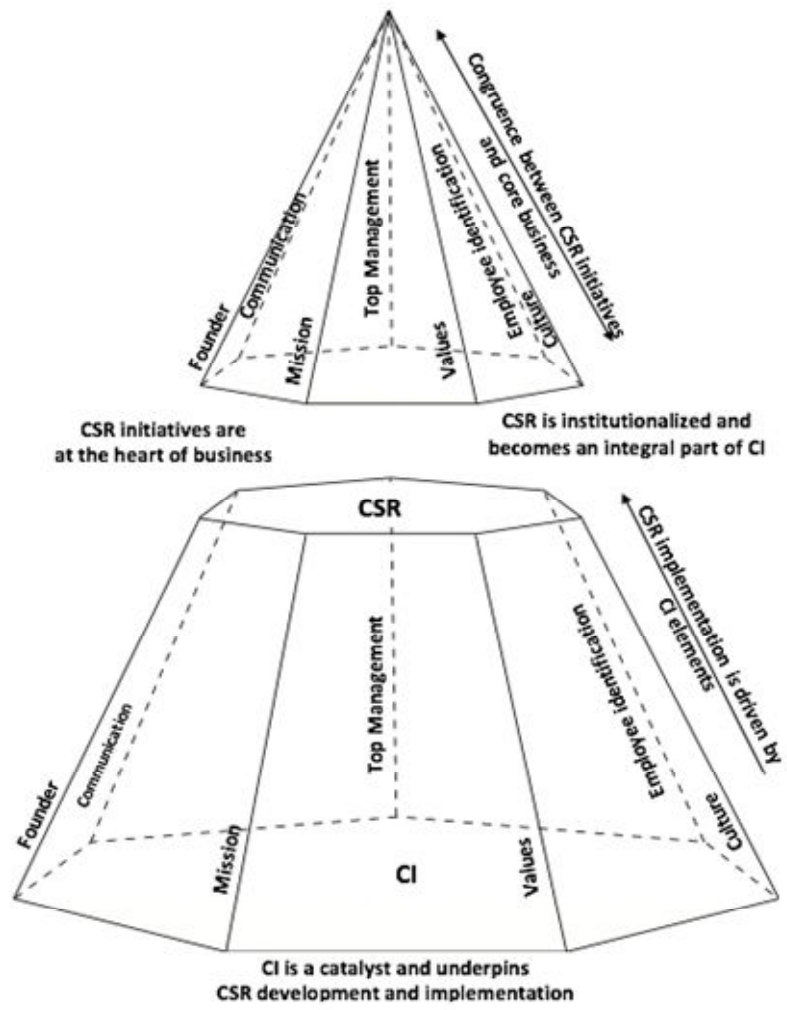 Congruence between CSR initiatives
and core business
Communication
Top Management
Employee identification
Founder
Mission
Values
Culture
CSR initiatives are
at the heart of business
CSR is institutionalized and
becomes an integral part of CI
CSR
CSR implementation is driven by
CI elements
Top Management
Employee identification
Communication
Founder
Mission
Values
Culture
CI
CI is a catalyst and underpins
CSR development and implementation